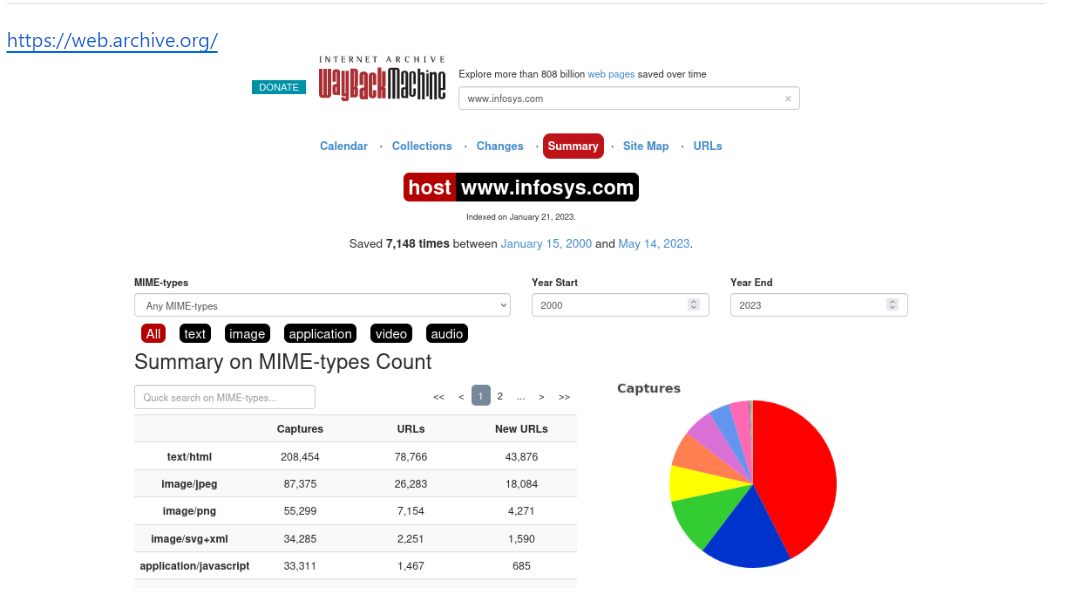 https://web.archive.org/
INTERNET ARCHIVE
DONATE WayBackMachine
Explore more than 808 billion web pages saved over time
www.infosys.com ×
Calendar · Collections · Changes · Summary · Site Map · URLs
host www.infosys.com
Indexed on January 21, 2023.
Saved 7,148 times between January 15, 2000 and May 14, 2023.
MIME-types Year Start Year End
Any MIME-types 2000 2023
All text image application video audio
Summary on MIME-types Count
Quick search on MIME-types... << < 1 2 ... > >>
Captures
Captures URLs New URLs
text/html 208,454 78,766 43,876
image/jpeg 87,375 26,283 18,084
image/png 55,299 7,154 4,271
image/svg+xml 34,285 2,251 1,590
application/javascript 33,311 1,467 685